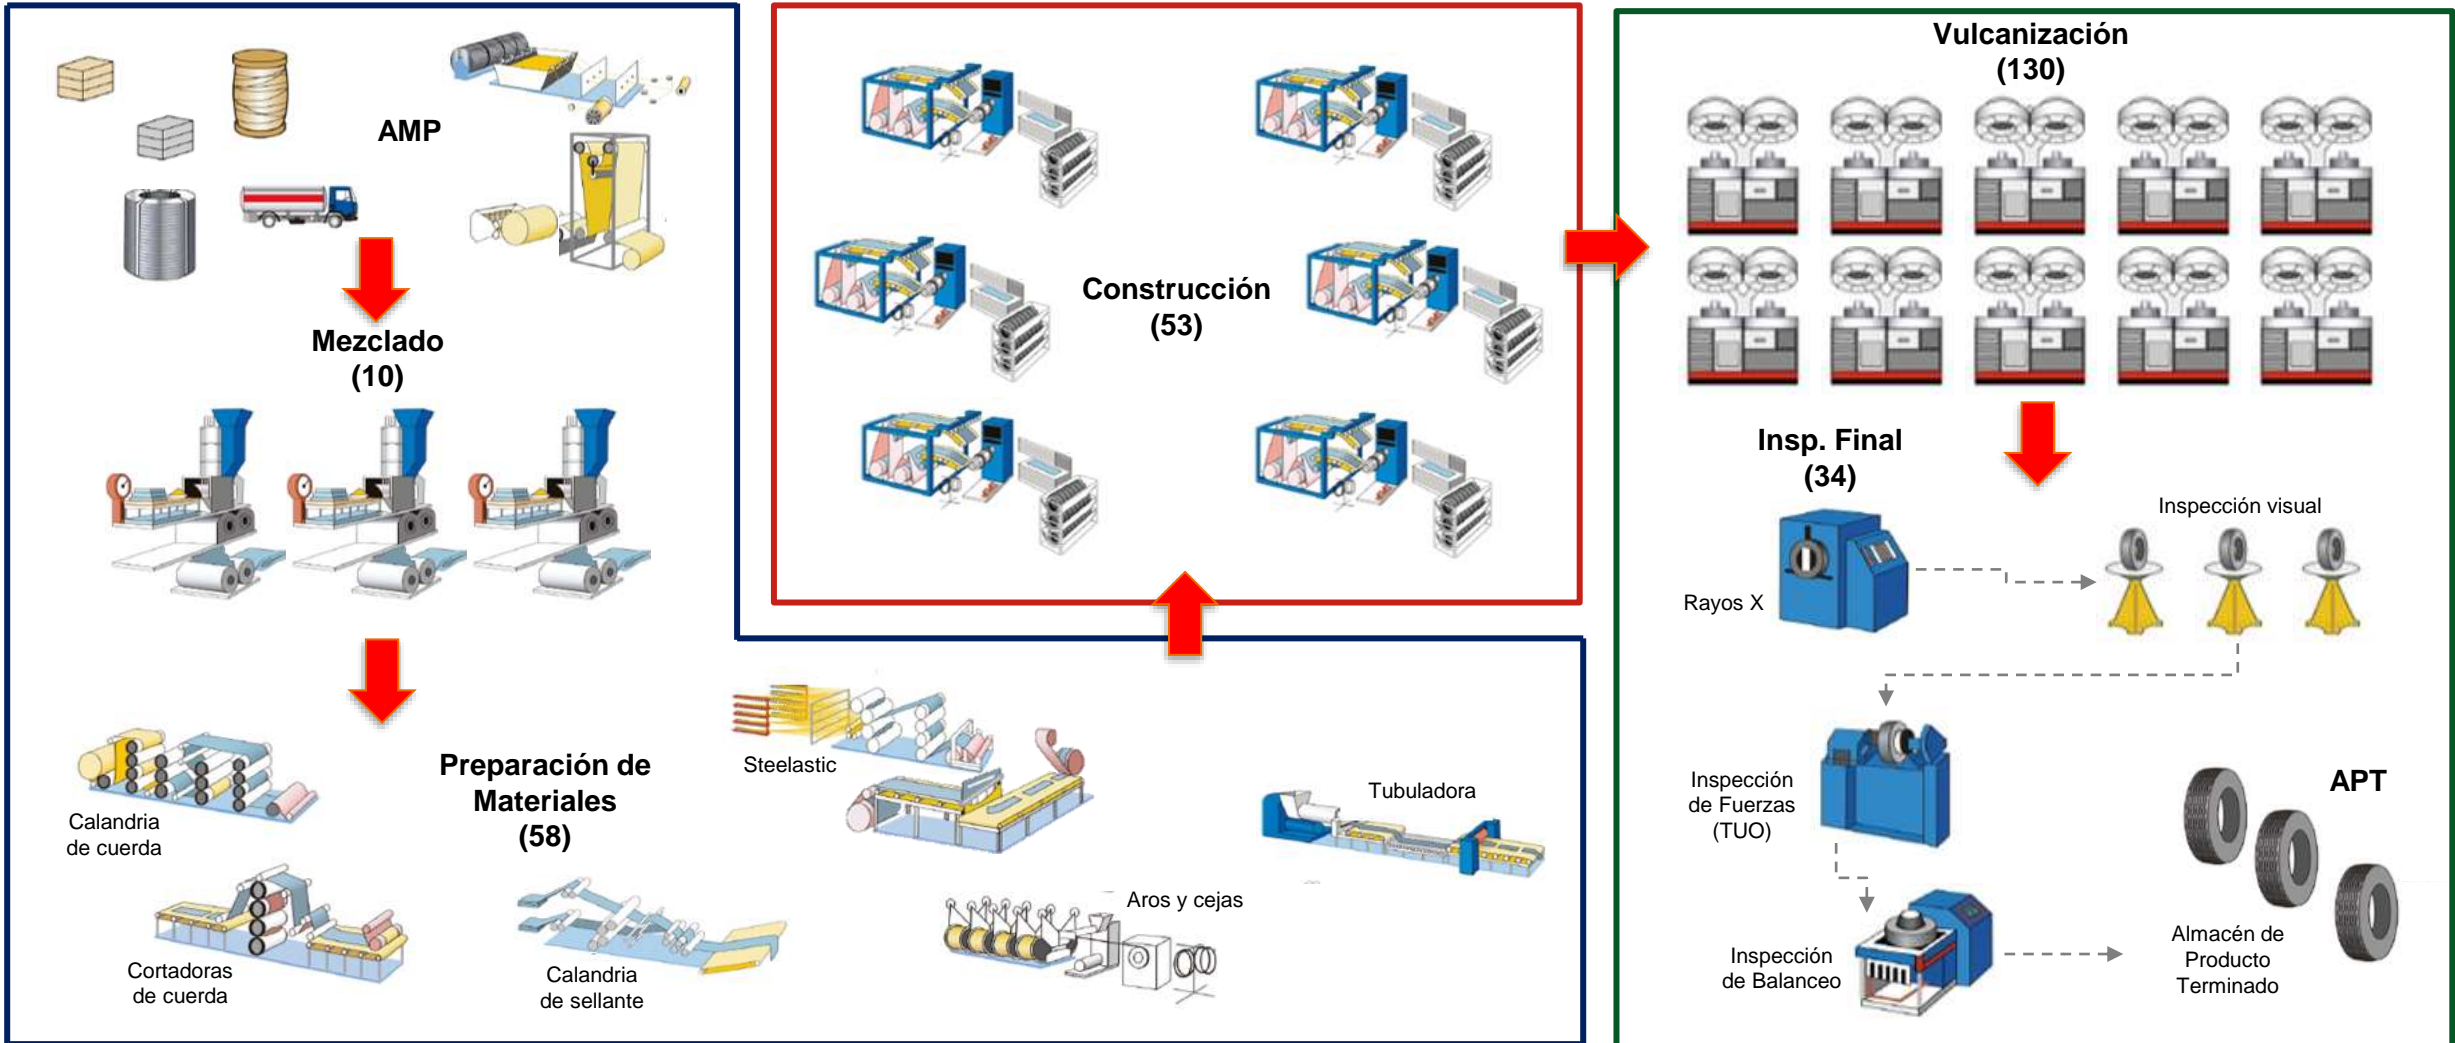 AMP
Mezclado
(10)
Preparación de
Materiales
(58)
Calandria
de cuerda
Cortadoras
de cuerda
Calandria
de sellante
Steelastic
Aros y cejas
Tubuladora
Construcción
(53)
Vulcanización
(130)
Insp. Final
(34)
Rayos X
Inspección visual
Inspección
de Fuerzas
(TUO)
Inspección
de Balanceo
APT
Almacén de
Producto
Terminado